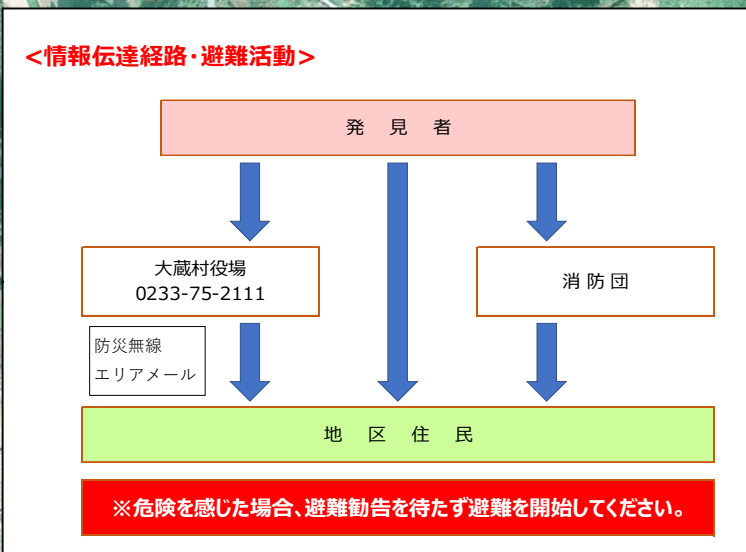 <情報伝達経路・避難活動>
発 見 者
大蔵村役場
0233-75-2111
消 防 団
防災無線
エリアメール
地 区 住 民
※危険を感じた場合、避難勧告を待たず避難を開始してください。